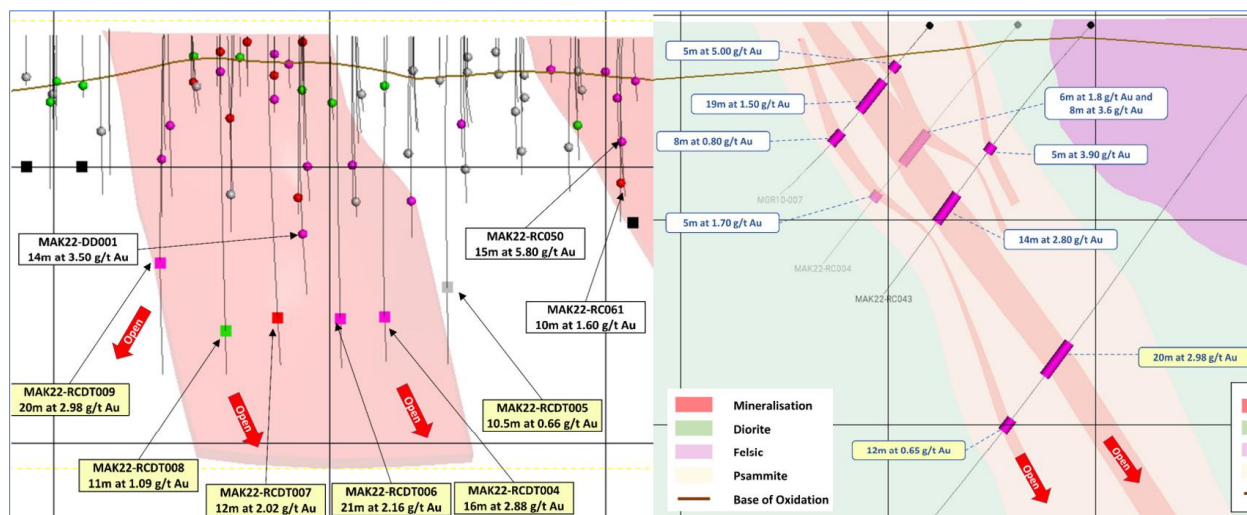 MAK22-DD001
14m at 3.50 g/t Au
MAK22-RC050
15m at 5.80 g/t Au
MAK22-RC061
10m at 1.60 g/t Au
Open
Open
Open
MAK22-RCDT009
20m at 2.98 g/t Au
MAK22-RCDT005
10.5m at 0.66 g/t Au
MAK22-RCDT008
11m at 1.09 g/t Au
MAK22-RCDT007
12m at 2.02 g/t Au
MAK22-RCDT006
21m at 2.16 g/t Au
MAK22-RCDT004
16m at 2.88 g/t Au
5m at 5.00 g/t Au
19m at 1.50 g/t Au
6m at 1.8 g/t Au and
8m at 3.6 g/t Au
8m at 0.80 g/t Au
5m at 3.90 g/t Au
MGR10-007
5m at 1.70 g/t Au
14m at 2.80 g/t Au
MAK22-RC004
MAK22-RC043
20m at 2.98 g/t Au
12m at 0.65 g/t Au
Open
Open
Mineralisation
Diorite
Felsic
Psammite
Base of Oxidation